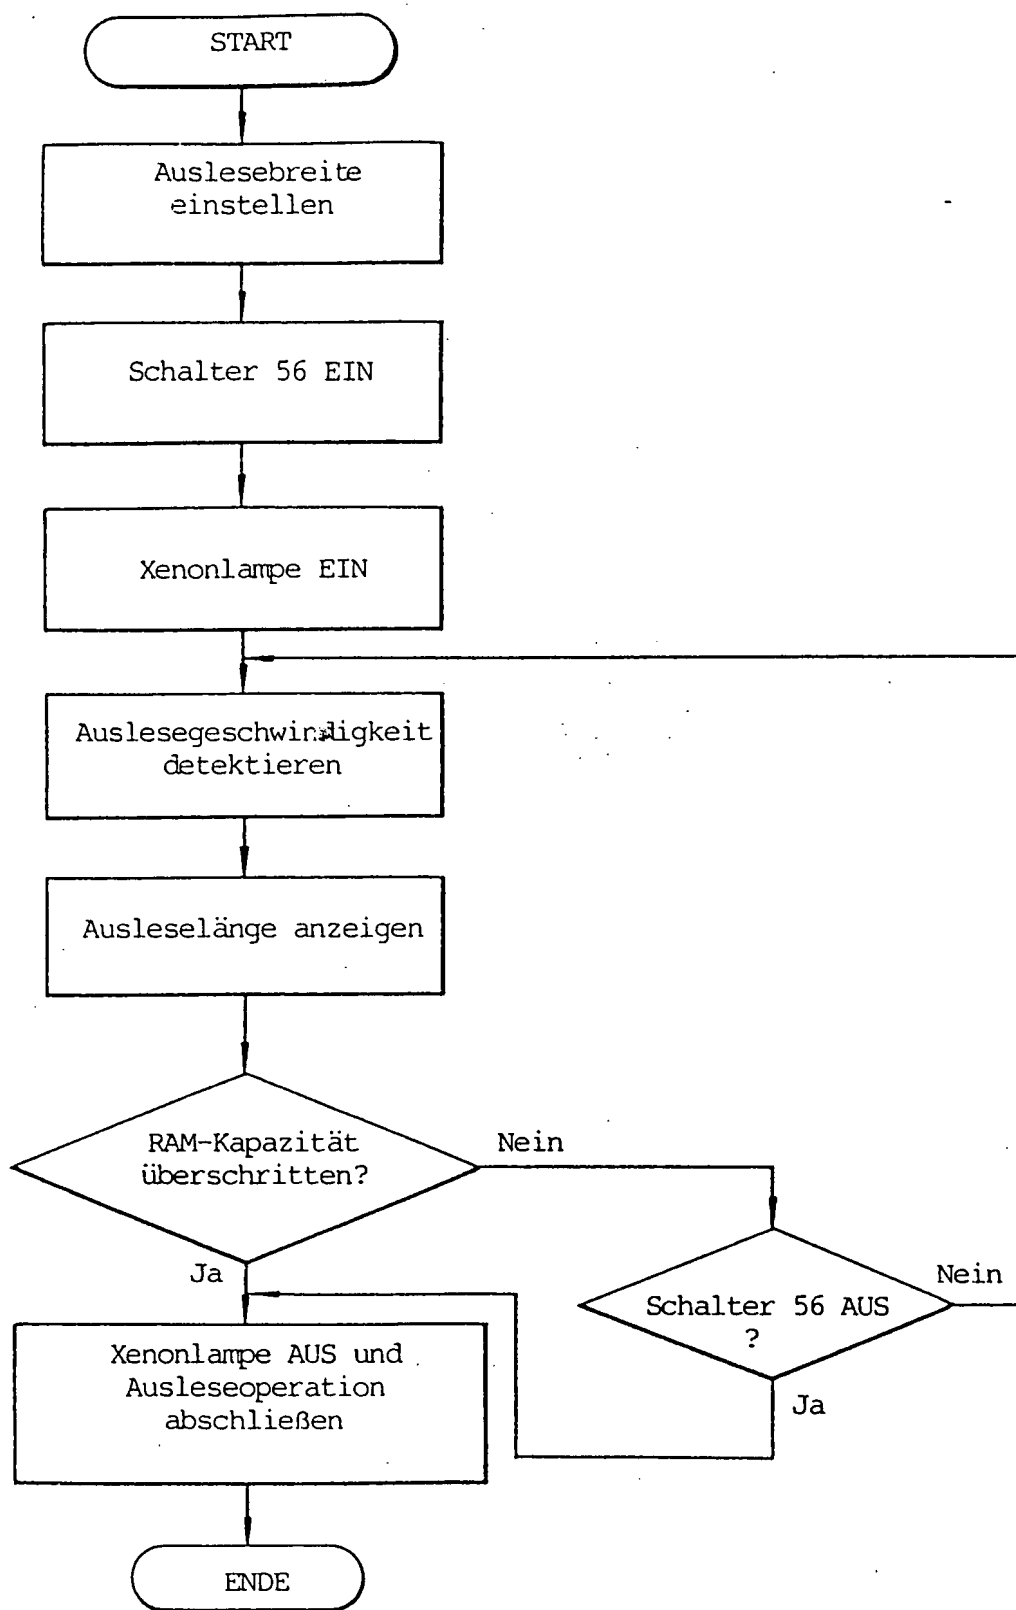 START
Auslesebreite
einstellen
Schalter 56 EIN
Xenonlampe EIN
Auslesegeschwindigkeit
detektieren
Ausleselänge anzeigen
RAM-Kapazität
überschritten?
Nein
Ja
Schalter 56 AUS
?
Nein
Ja
Xenonlampe AUS und
Ausleseoperation
abschließen
ENDE